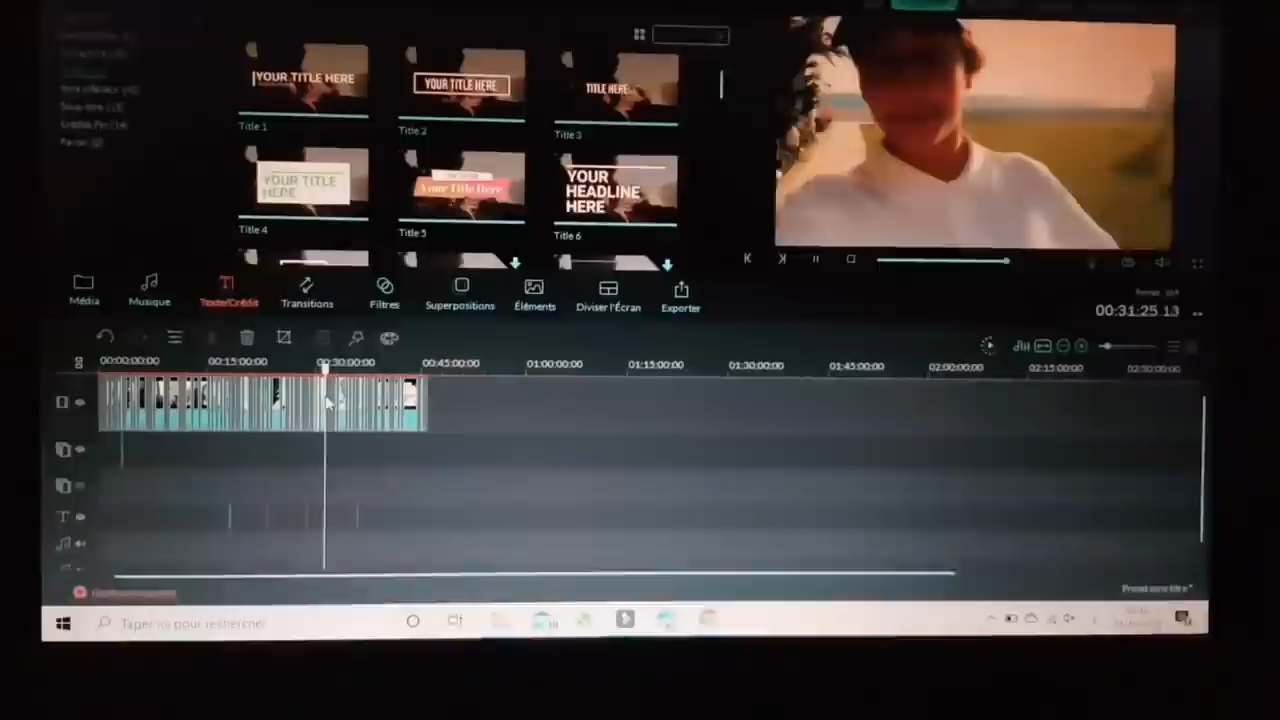 YOUR TITLE HERE
YOUR TITLE HERE
TITLE HERE
Title 1
Title 2
Title 3
YOUR TITLE
HERE
Your Title Here
YOUR
HEADLINE
HERE
Title 4
Title 5
Title 6
Média
Musique
Texte/Crédit
Transitions
Filtres
Superpositions
Éléments
Diviser l'Écran
Exporter
00:31:25.13
00:00:00:00
00:15:00:00
00:30:00:00
00:45:00:00
01:00:00:00
01:15:00:00
01:30:00:00
01:45:00:00
02:00:00:00
02:15:00:00
02:30:00:00
Taper ici pour rechercher